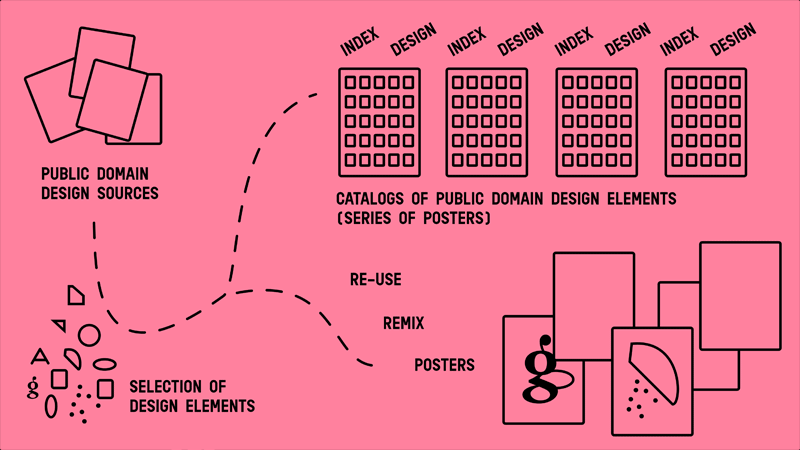 INDEX DESIGN INDEX DESIGN INDEX DESIGN INDEX DESIGN
PUBLIC DOMAIN
DESIGN SOURCES
CATALOGS OF PUBLIC DOMAIN DESIGN ELEMENTS
(SERIES OF POSTERS)
RE-USE
REMIX
POSTERS
A
g
SELECTION OF
DESIGN ELEMENTS
g